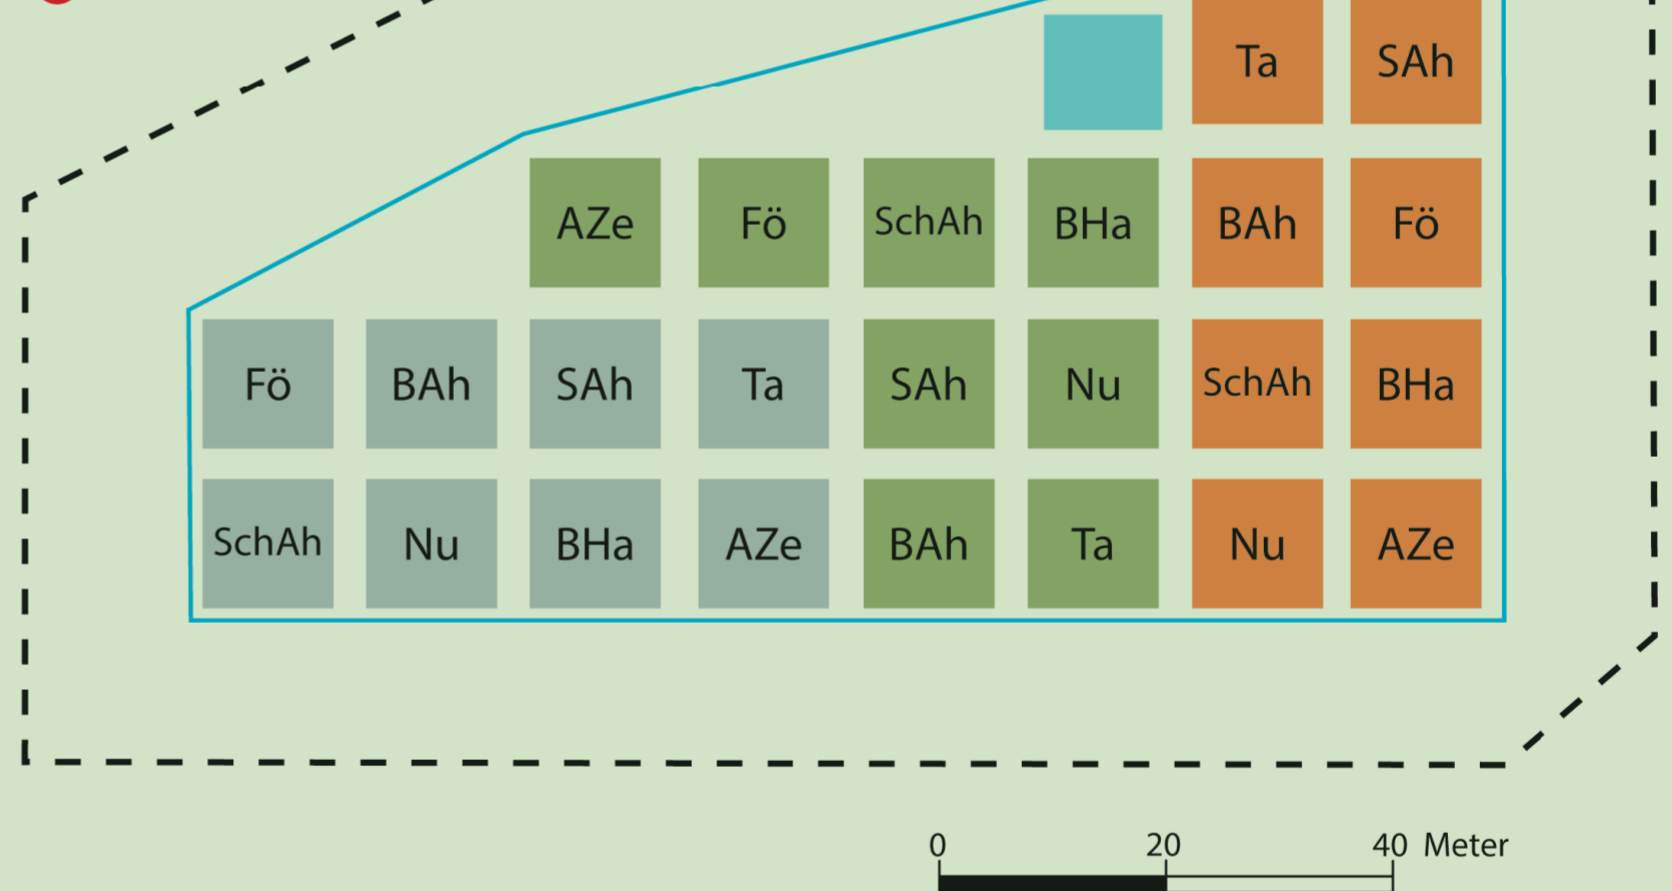 Ta SAh
AZe Fö SchAh BHa BAh Fö
Fö BAh SAh Ta SAh Nu SchAh BHa
SchAh Nu BHa AZe BAh Ta Nu AZe
0 20 40 Meter